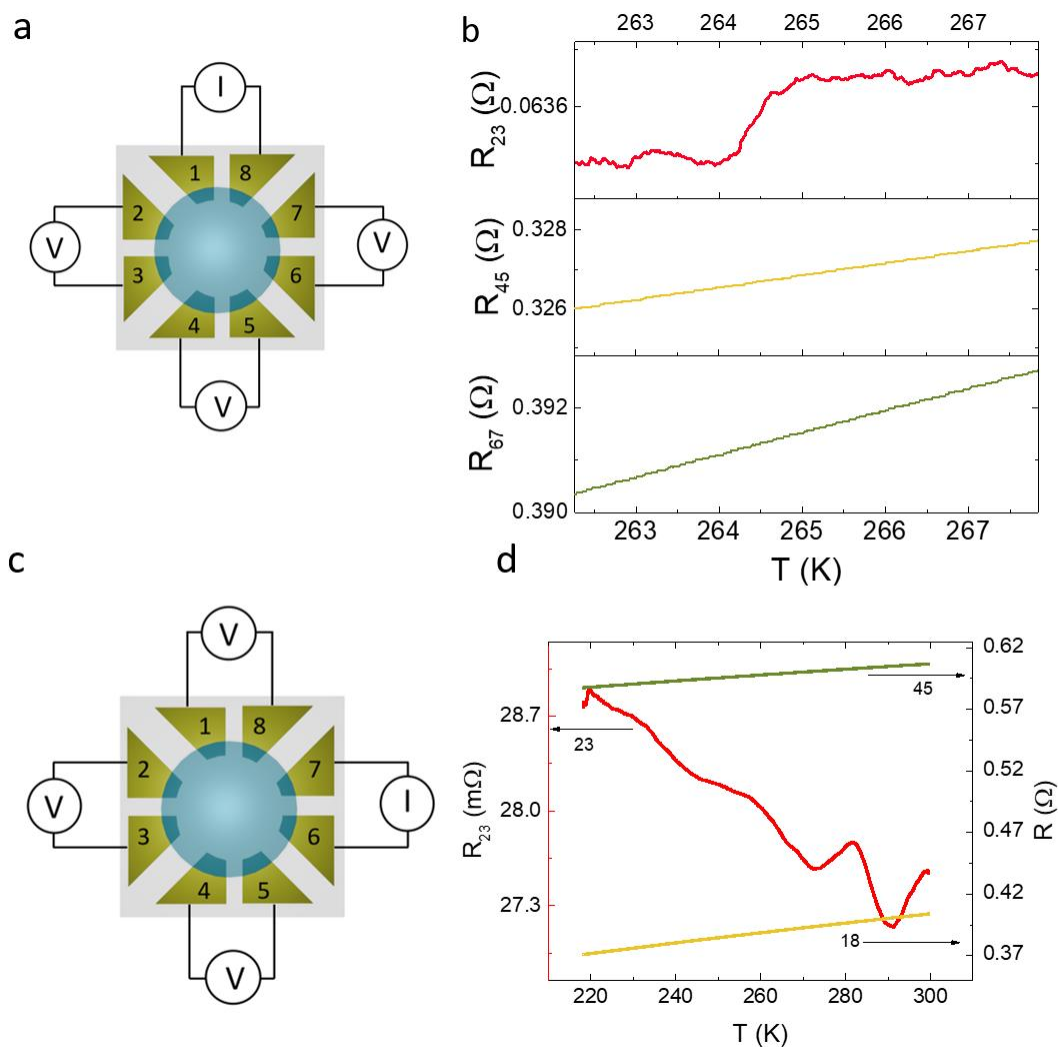 a
I
1 8
2 7
V V
3 6
4 5
V
b
263 264 265 266 267
0.0636
R23 (Ω)
0.328
0.326
R45 (Ω)
0.392
0.390
R67 (Ω)
263 264 265 266 267
T (K)
c
V
1 8
2 7
V I
3 6
4 5
V
d
28.7
28.0
27.3
R23 (mΩ)
45
23
18
0.62
0.57
0.52
0.47
0.42
0.37
R (Ω)
220 240 260 280 300
T (K)